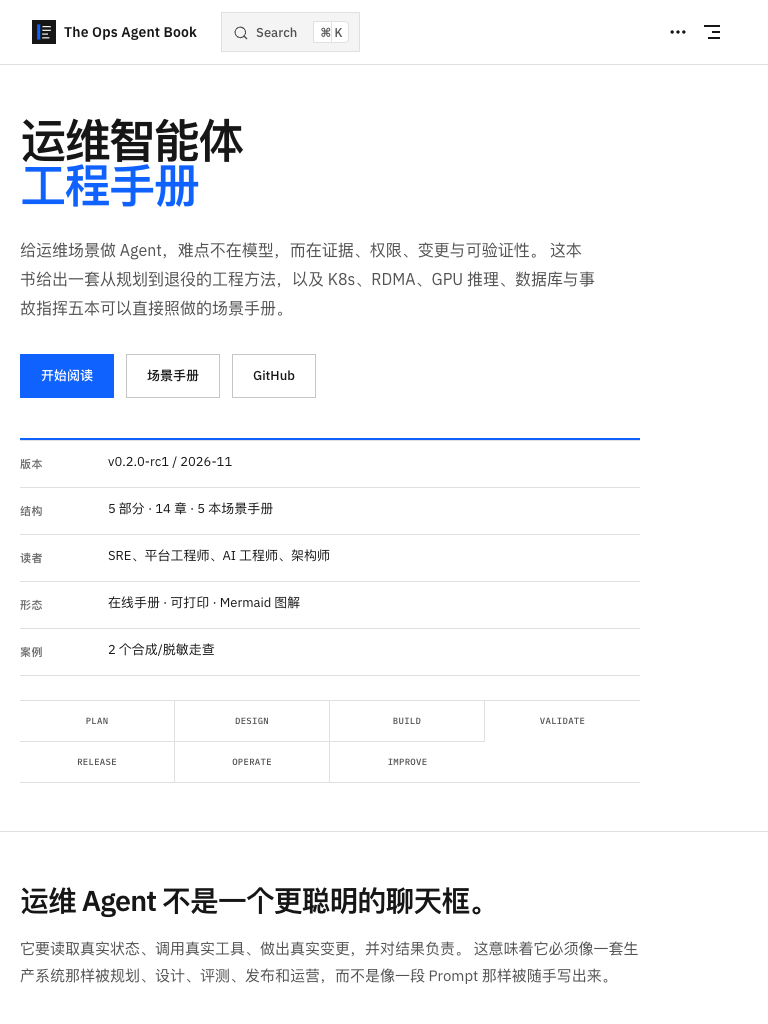 The Ops Agent Book
Search
⌘ K
运维智能体
工程手册
给运维场景做 Agent，难点不在模型，而在证据、权限、变更与可验证性。 这本
书给出一套从规划到退役的工程方法，以及 K8s、RDMA、GPU 推理、数据库与事
故指挥五本可以直接照做的场景手册。
开始阅读
场景手册
GitHub
版本 v0.2.0-rc1 / 2026-11
结构 5 部分 · 14 章 · 5 本场景手册
读者 SRE、平台工程师、AI 工程师、架构师
形态 在线手册 · 可打印 · Mermaid 图解
案例 2 个合成/脱敏走查
PLAN DESIGN BUILD VALIDATE
RELEASE OPERATE IMPROVE
运维 Agent 不是一个更聪明的聊天框。
它要读取真实状态、调用真实工具、做出真实变更，并对结果负责。 这意味着它必须像一套生
产系统那样被规划、设计、评测、发布和运营，而不是像一段 Prompt 那样被随手写出来。